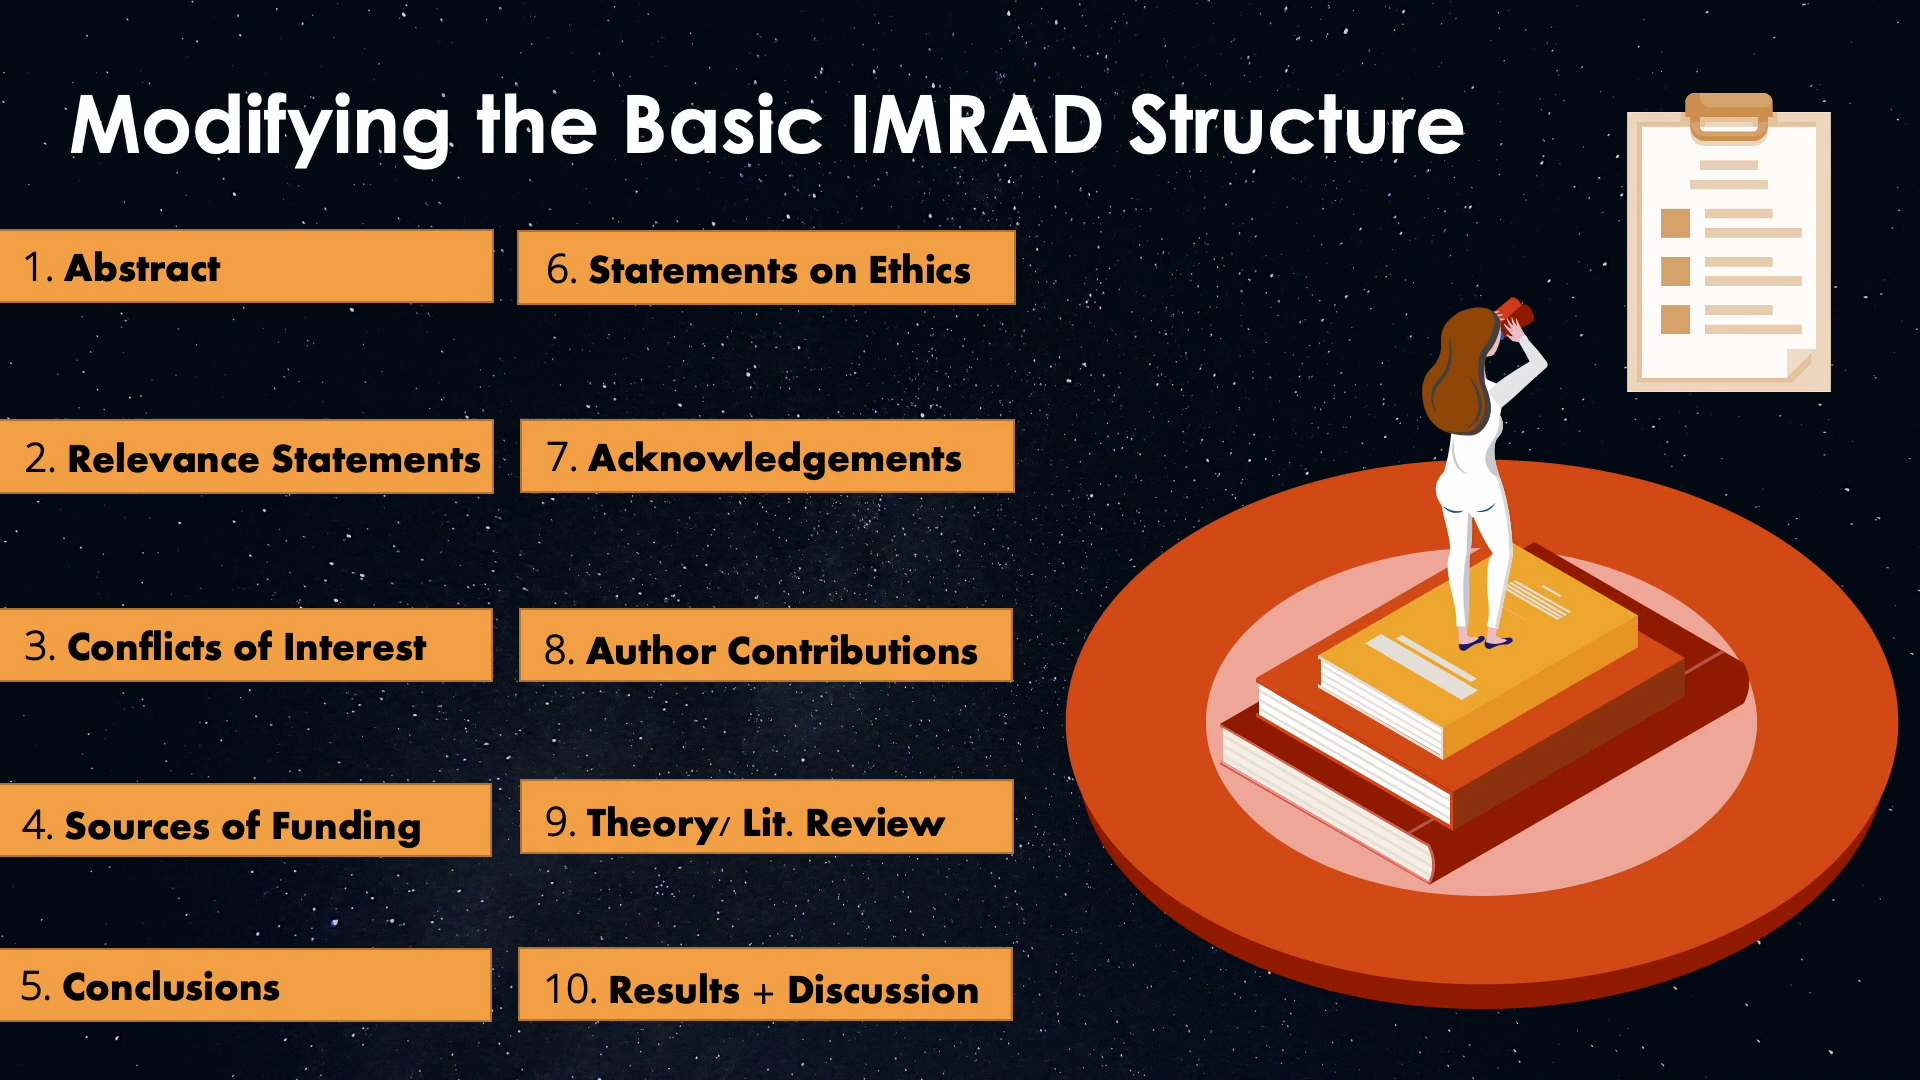 Modifying the Basic IMRAD Structure
1. Abstract
2. Relevance Statements
3. Conflicts of Interest
4. Sources of Funding
5. Conclusions
6. Statements on Ethics
7. Acknowledgements
8. Author Contributions
9. Theory/ Lit. Review
10. Results + Discussion